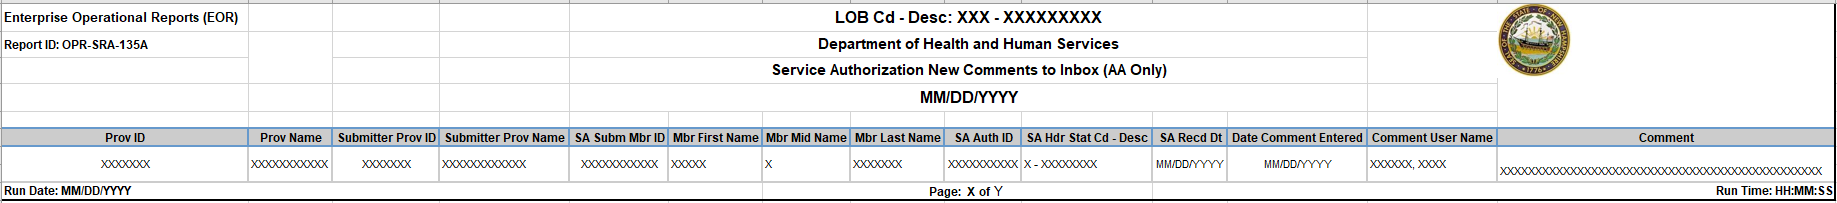 Enterprise Operational Reports (EOR)
LOB Cd - Desc: XXX - XXXXXXXXX
Report ID: OPR-SRA-135A
Department of Health and Human Services
Service Authorization New Comments to Inbox (AA Only)
MM/DD/YYYY
Prov ID Prov Name Submitter Prov ID Submitter Prov Name SA Subm Mbr ID Mbr First Name Mbr Mid Name Mbr Last Name SA Auth ID SA Hdr Stat Cd - Desc SA Recd Dt Date Comment Entered Comment User Name Comment
XXXXXXX XXXXXXXXXXX XXXXXXX XXXXXXXXXXXX XXXXXXXXXXX XXXXX X XXXXXXX XXXXXXXXXX X - XXXXXXXX MM/DD/YYYY MM/DD/YYYY XXXXXX, XXXX XXXXXXXXXXXXXXXXXXXXXXXXXXXXXXXXXXXXXXXXXXXXXX
Run Date: MM/DD/YYYY Page: X of Y Run Time: HH:MM:SS